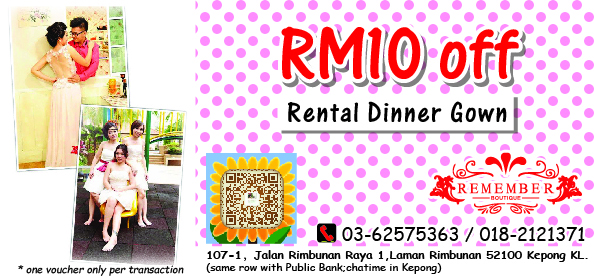 RM10 off
Rental Dinner Gown
REMEMBER
BOUTIQUE
03-62575363 / 018-2121371
107-1, Jalan Rimbunan Raya 1,Laman Rimbunan 52100 Kepong KL.
(same row with Public Bank;chatime in Kepong)
* one voucher only per transaction